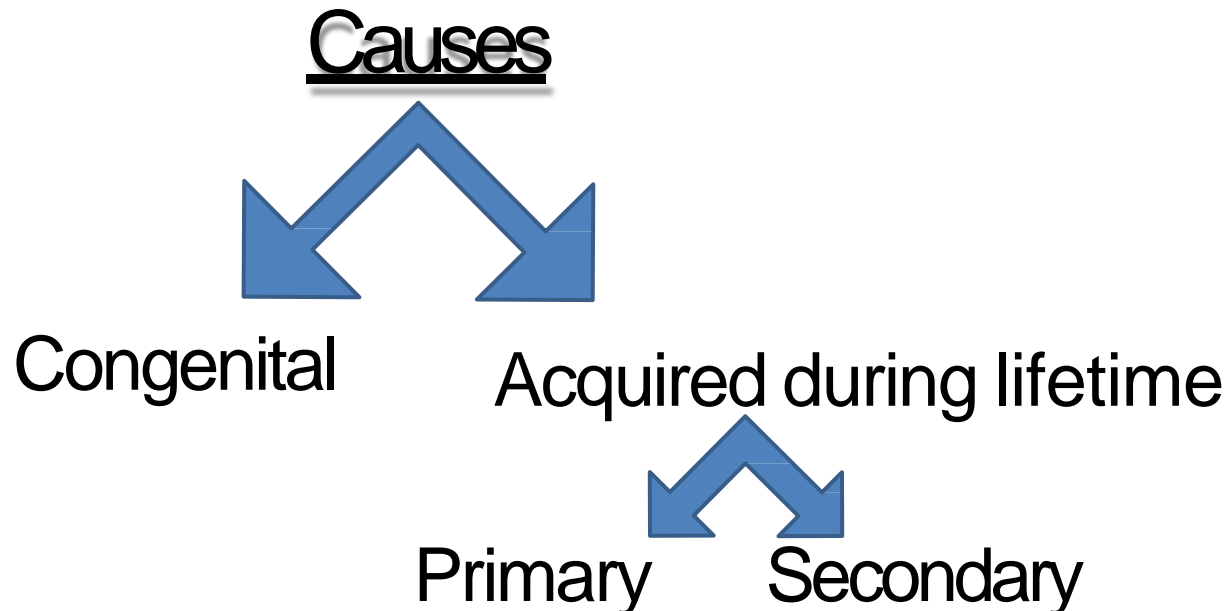 Causes
Congenital
Acquired during lifetime
Primary
Secondary